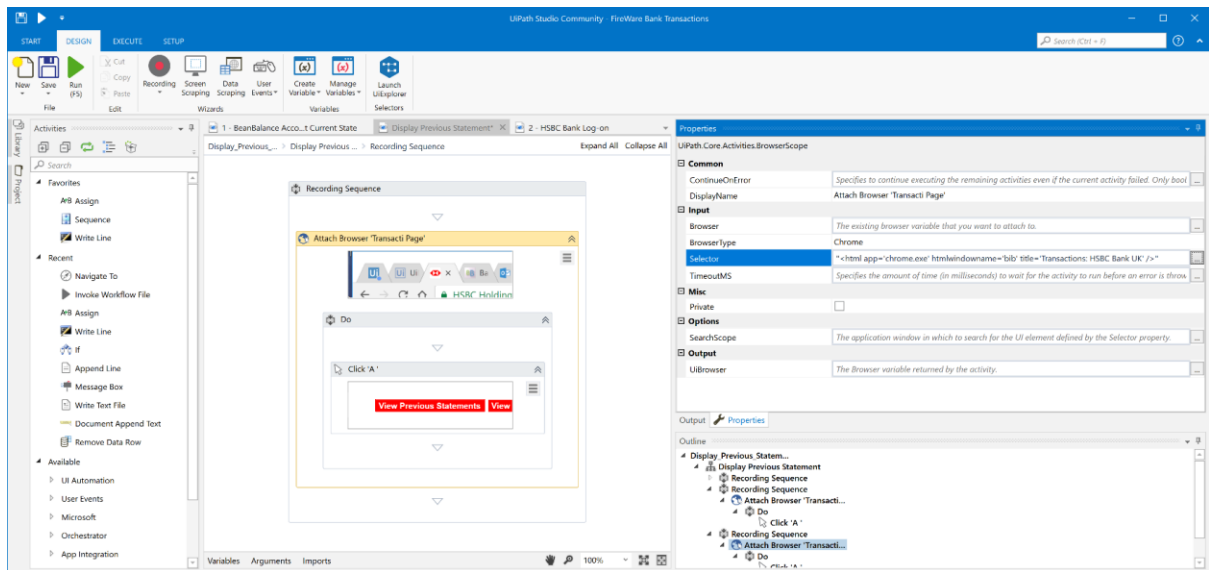 UiPath Studio Community - FireWare Bank Transactions
START DESIGN EXECUTE SETUP
Search (Ctrl + F)
New Save Run (F5)
Cut
Copy
Paste
Recording Screen Scraping Data Scraping User Events Create Variable Manage Variables Launch UiExplorer
File Edit Wizards Variables Selectors
Library
Project
Activities
Search
Favorites
A+B Assign
Sequence
Write Line
Recent
Navigate To
Invoke Workflow File
A+B Assign
Write Line
If
Append Line
Message Box
Write Text File
Document Append Text
Remove Data Row
Available
UI Automation
User Events
Microsoft
Orchestrator
App Integration
1 - BeanBalance Acco...t Current State Display Previous Statement* 2 - HSBC Bank Log-on
Display_Previous_... > Display Previous ... > Recording Sequence Expand All Collapse All
Recording Sequence
Attach Browser 'Transacti Page'
HSBC Holding
Do
Click 'A '
View Previous Statements View
Variables Arguments Imports 100%
Properties
UiPath.Core.Activities.BrowserScope
Common
ContinueOnError Specifies to continue executing the remaining activities even if the current activity failed. Only bool
DisplayName Attach Browser 'Transacti Page'
Input
Browser The existing browser variable that you want to attach to.
BrowserType Chrome
Selector "<html app='chrome.exe' htmlwindowname='bib' title='Transactions: HSBC Bank UK' />"
TimeoutMS Specifies the amount of time (in milliseconds) to wait for the activity to run before an error is throw
Misc
Private
Options
SearchScope The application window in which to search for the UI element defined by the Selector property.
Output
UiBrowser The Browser variable returned by the activity.
Output Properties
Outline
Display_Previous_Statem...
Display Previous Statement
Recording Sequence
Recording Sequence
Attach Browser 'Transacti...
Do
Click 'A '
Recording Sequence
Attach Browser 'Transacti...
Do
Click 'A '